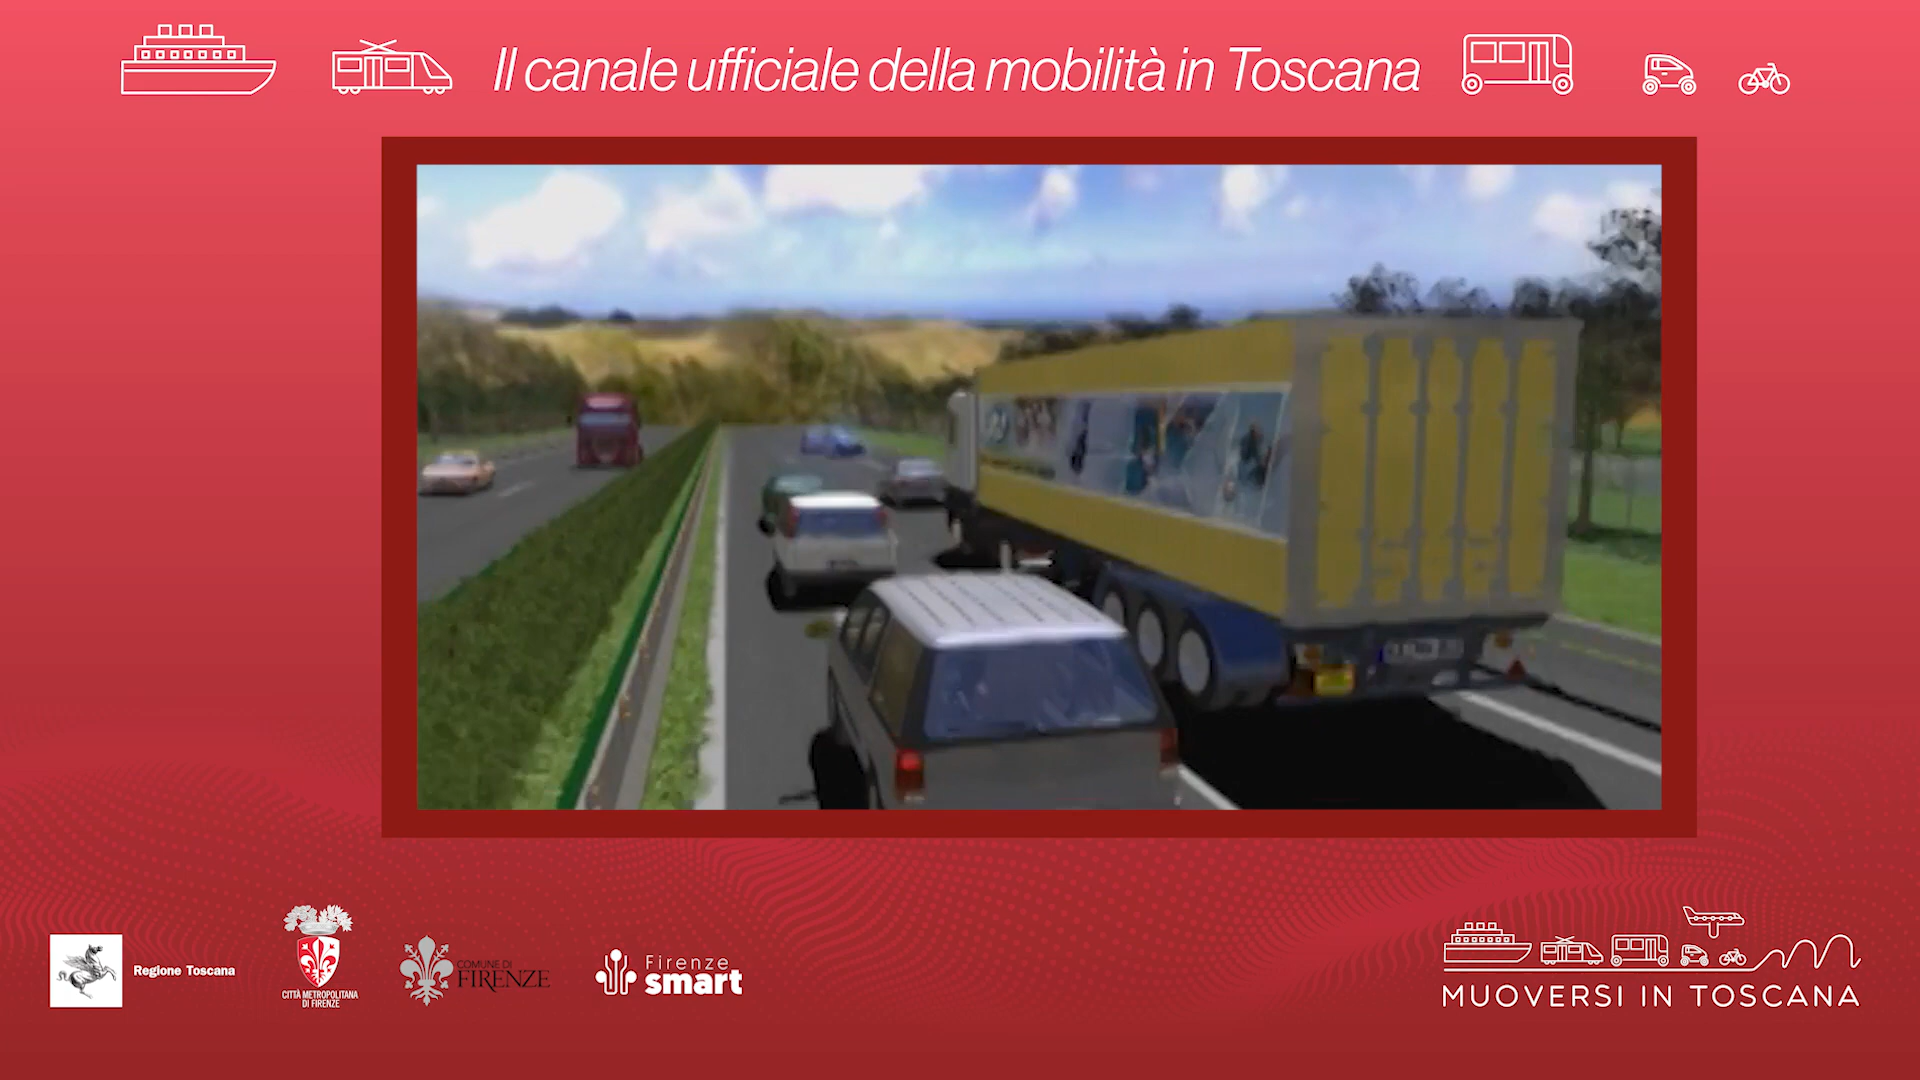 Il canale ufficiale della mobilità in Toscana
Regione Toscana
CITTÀ METROPOLITANA
DI FIRENZE
COMUNE DI
FIRENZE
Firenze
smart
MUOVERSI IN TOSCANA